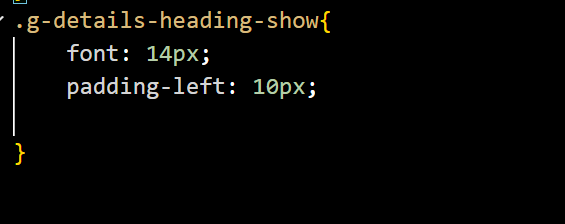 .g-details-heading-show{
font: 14px;
padding-left: 10px;
}